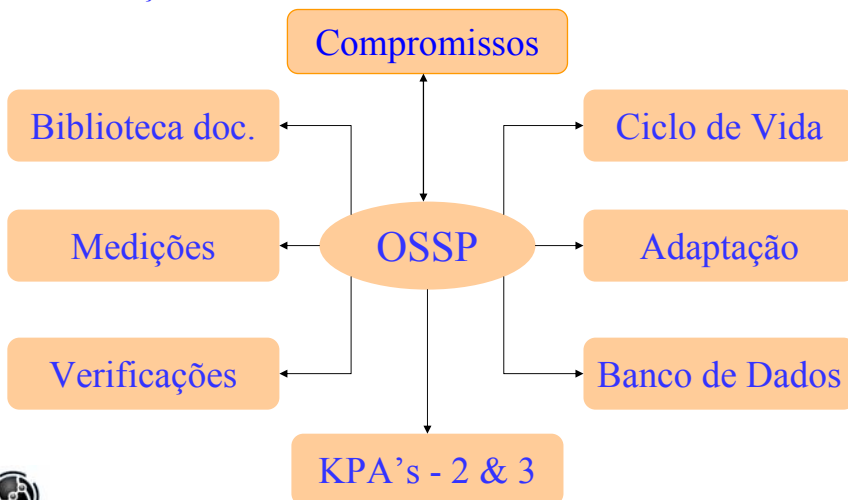 Compromissos
Biblioteca doc.
Ciclo de Vida
Medições
OSSP
Adaptação
Verificações
Banco de Dados
KPA's - 2 & 3